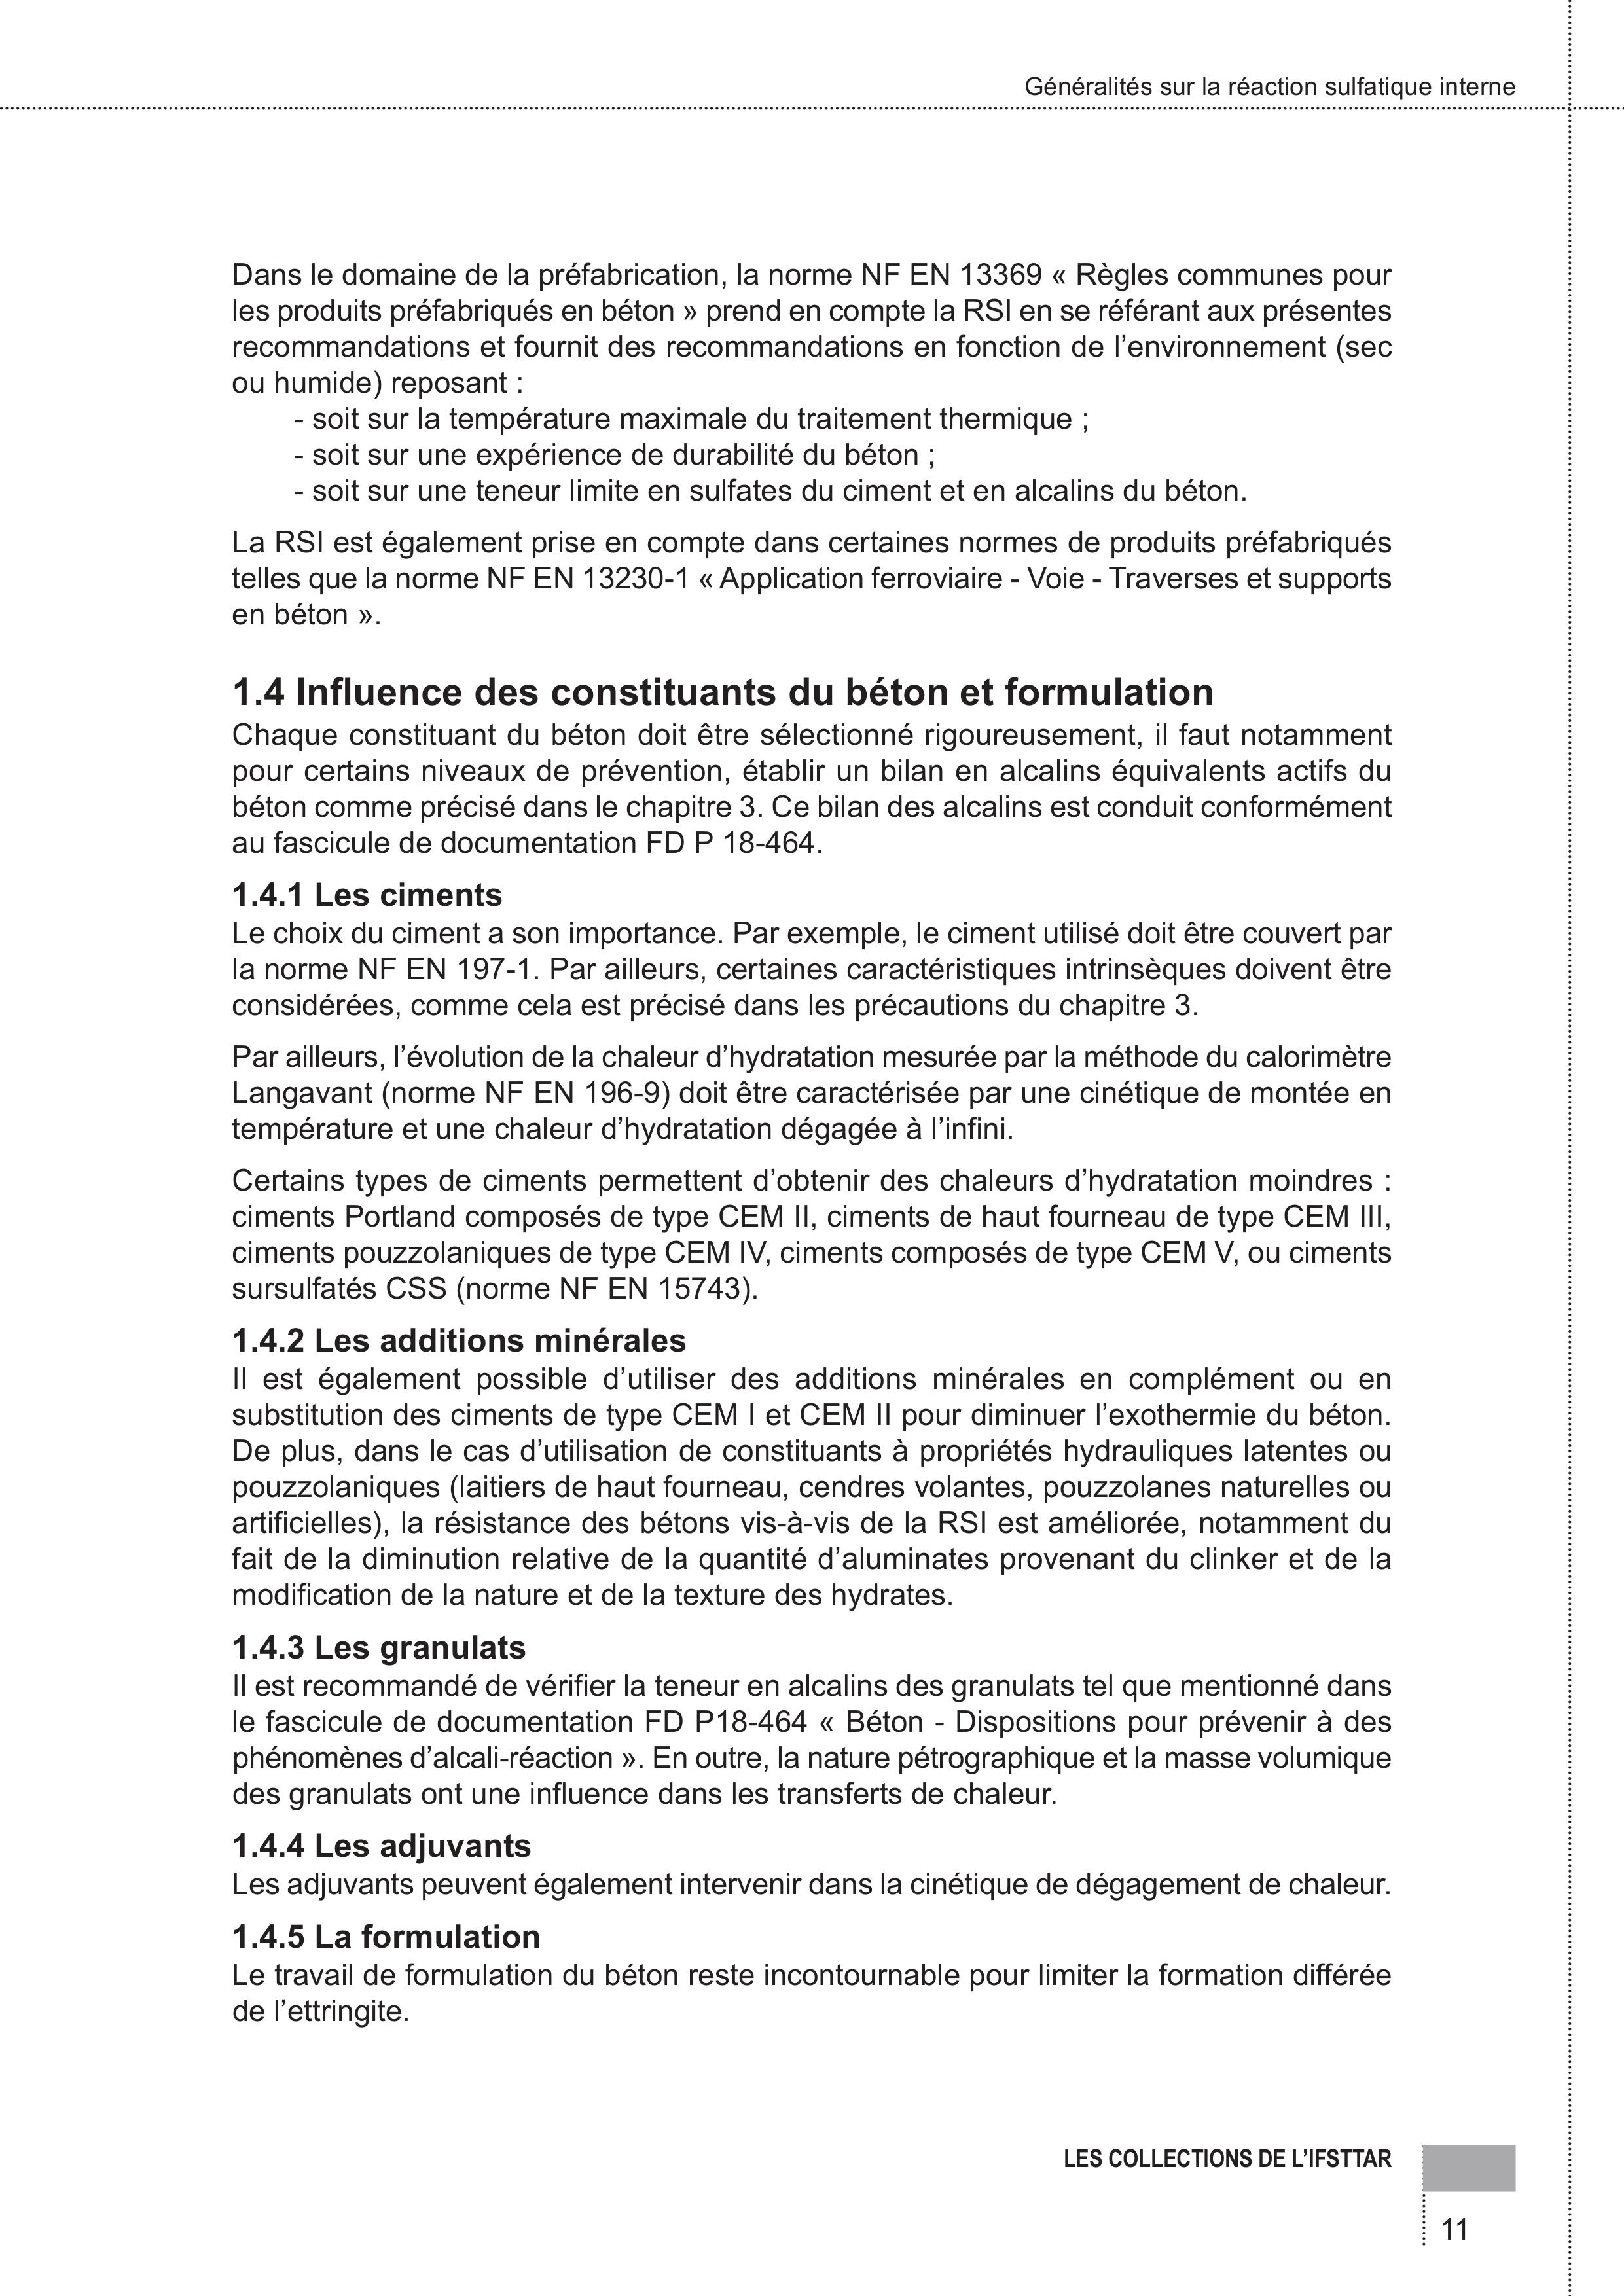 Généralités sur la réaction sulfatique interne
Dans le domaine de la préfabrication, la norme NF EN 13369 « Règles communes pour
les produits préfabriqués en béton » prend en compte la RSI en se référant aux présentes
recommandations et fournit des recommandations en fonction de l’environnement (sec
ou humide) reposant :
- soit sur la température maximale du traitement thermique ;
- soit sur une expérience de durabilité du béton ;
- soit sur une teneur limite en sulfates du ciment et en alcalins du béton.
La RSI est également prise en compte dans certaines normes de produits préfabriqués
telles que la norme NF EN 13230-1 « Application ferroviaire - Voie - Traverses et supports
en béton ».
1.4 Influence des constituants du béton et formulation
Chaque constituant du béton doit être sélectionné rigoureusement, il faut notamment
pour certains niveaux de prévention, établir un bilan en alcalins équivalents actifs du
béton comme précisé dans le chapitre 3. Ce bilan des alcalins est conduit conformément
au fascicule de documentation FD P 18-464.
1.4.1 Les ciments
Le choix du ciment a son importance. Par exemple, le ciment utilisé doit être couvert par
la norme NF EN 197-1. Par ailleurs, certaines caractéristiques intrinsèques doivent être
considérées, comme cela est précisé dans les précautions du chapitre 3.
Par ailleurs, l’évolution de la chaleur d’hydratation mesurée par la méthode du calorimètre
Langavant (norme NF EN 196-9) doit être caractérisée par une cinétique de montée en
température et une chaleur d’hydratation dégagée à l’infini.
Certains types de ciments permettent d’obtenir des chaleurs d’hydratation moindres :
ciments Portland composés de type CEM II, ciments de haut fourneau de type CEM III,
ciments pouzzolaniques de type CEM IV, ciments composés de type CEM V, ou ciments
sursulfatés CSS (norme NF EN 15743).
1.4.2 Les additions minérales
Il est également possible d’utiliser des additions minérales en complément ou en
substitution des ciments de type CEM I et CEM II pour diminuer l’exothermie du béton.
De plus, dans le cas d’utilisation de constituants à propriétés hydrauliques latentes ou
pouzzolaniques (laitiers de haut fourneau, cendres volantes, pouzzolanes naturelles ou
artificielles), la résistance des bétons vis-à-vis de la RSI est améliorée, notamment du
fait de la diminution relative de la quantité d’aluminates provenant du clinker et de la
modification de la nature et de la texture des hydrates.
1.4.3 Les granulats
Il est recommandé de vérifier la teneur en alcalins des granulats tel que mentionné dans
le fascicule de documentation FD P18-464 « Béton - Dispositions pour prévenir à des
phénomènes d’alcali-réaction ». En outre, la nature pétrographique et la masse volumique
des granulats ont une influence dans les transferts de chaleur.
1.4.4 Les adjuvants
Les adjuvants peuvent également intervenir dans la cinétique de dégagement de chaleur.
1.4.5 La formulation
Le travail de formulation du béton reste incontournable pour limiter la formation différée
de l’ettringite.
LES COLLECTIONS DE L’IFSTTAR
11